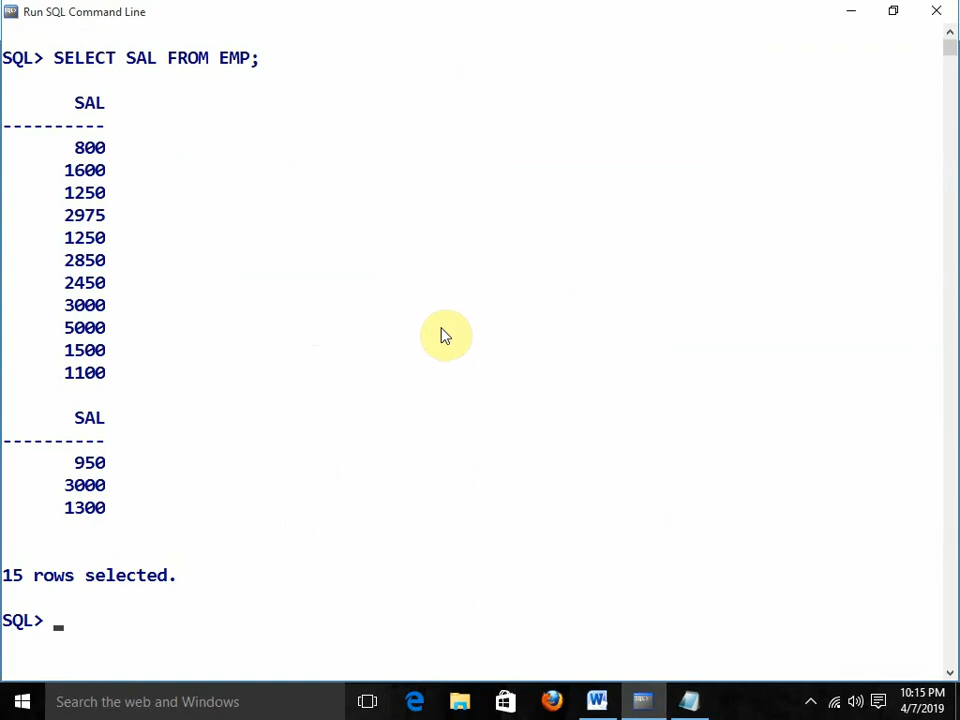 Run SQL Command Line
SQL> SELECT SAL FROM EMP;
SAL
----------
800
1600
1250
2975
1250
2850
2450
3000
5000
1500
1100
SAL
----------
950
3000
1300
15 rows selected.
SQL> _
Search the web and Windows
10:15 PM
4/7/2019